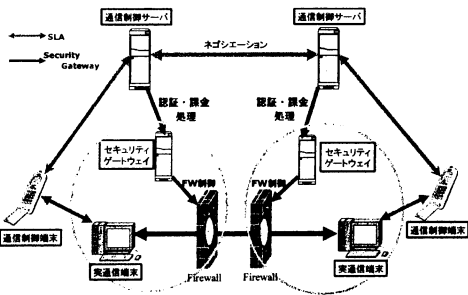 通信制御サーバ
通信制御サーバ
SLA
Security
Gateway
ネゴシエーション
認証・課金
処理
認証・課金
処理
セキュリティ
ゲートウェイ
セキュリティ
ゲートウェイ
FW制御
FW制御
通信制御端末
通信制御端末
実通信端末
Firewall
Firewall
実通信端末